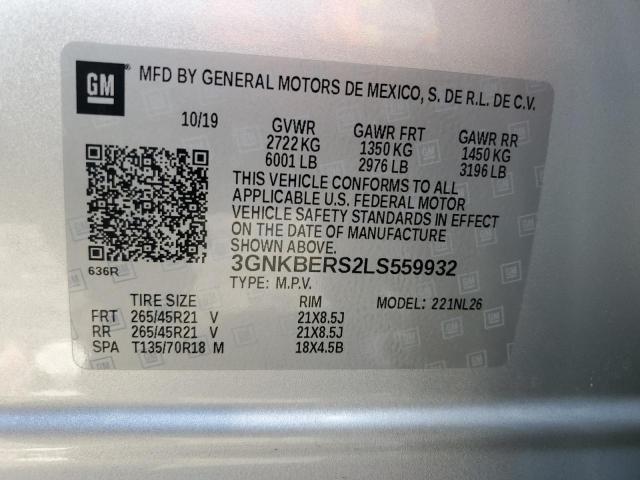 GM MFD BY GENERAL MOTORS DE MEXICO, S. DE R.L. DE C.V.
10/19 GVWR GAWR FRT GAWR RR
2722 KG 1350 KG 1450 KG
6001 LB 2976 LB 3196 LB
THIS VEHICLE CONFORMS TO ALL
APPLICABLE U.S. FEDERAL MOTOR
VEHICLE SAFETY STANDARDS IN EFFECT
ON THE DATE OF MANUFACTURE
SHOWN ABOVE.
636R
3GNKBERS2LS559932
TYPE: M.P.V.
TIRE SIZE RIM MODEL: 221NL26
FRT 265/45R21 V 21X8.5J
RR 265/45R21 V 21X8.5J
SPA T135/70R18 M 18X4.5B